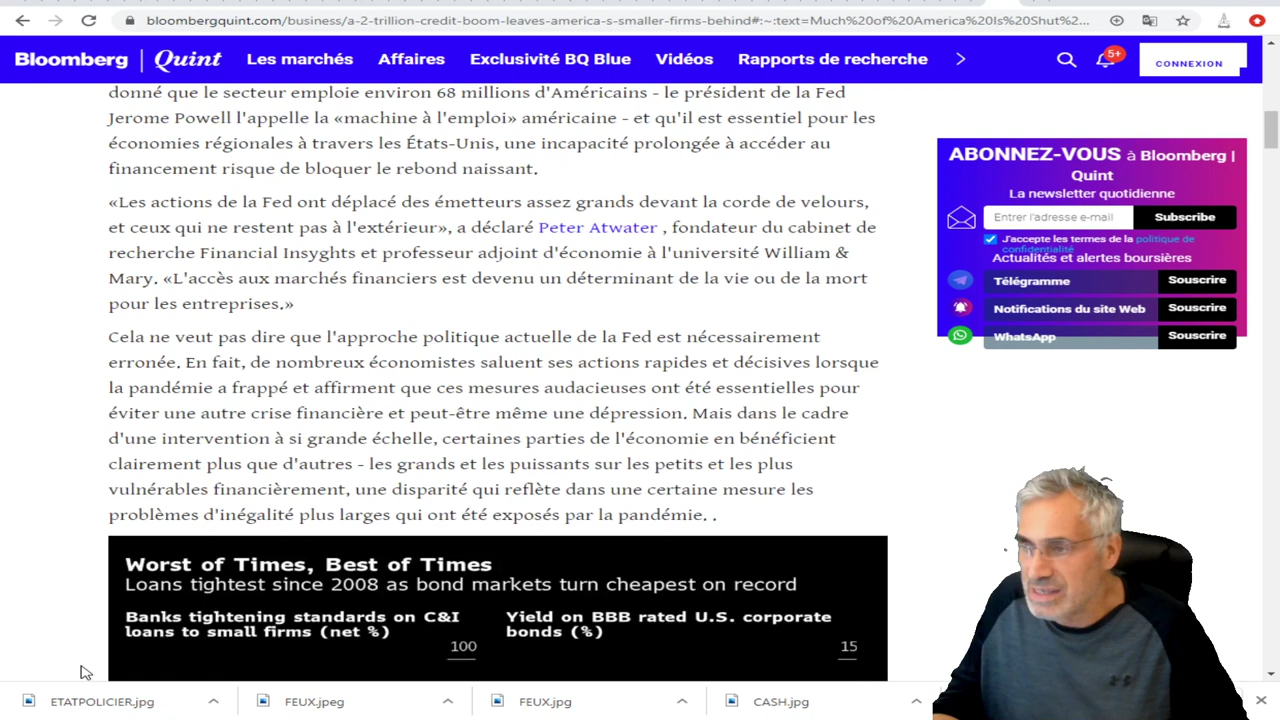 bloombergquint.com/business/a-2-trillion-credit-boom-leaves-america-s-smaller-firms-behind#:~:text=Much%20of%20America%20Is%20Shut%2...
Bloomberg | Quint Les marchés Affaires Exclusivité BQ Blue Vidéos Rapports de recherche 5+ CONNEXION
donné que le secteur emploie environ 68 millions d'Américains - le président de la Fed
Jerome Powell l'appelle la «machine à l'emploi» américaine - et qu'il est essentiel pour les
économies régionales à travers les États-Unis, une incapacité prolongée à accéder au
financement risque de bloquer le rebond naissant.
«Les actions de la Fed ont déplacé des émetteurs assez grands devant la corde de velours,
et ceux qui ne restent pas à l'extérieur», a déclaré Peter Atwater , fondateur du cabinet de
recherche Financial Insyghts et professeur adjoint d'économie à l'université William &
Mary. «L'accès aux marchés financiers est devenu un déterminant de la vie ou de la mort
pour les entreprises.»
Cela ne veut pas dire que l'approche politique actuelle de la Fed est nécessairement
erronée. En fait, de nombreux économistes saluent ses actions rapides et décisives lorsque
la pandémie a frappé et affirment que ces mesures audacieuses ont été essentielles pour
éviter une autre crise financière et peut-être même une dépression. Mais dans le cadre
d'une intervention à si grande échelle, certaines parties de l'économie en bénéficient
clairement plus que d'autres - les grands et les puissants sur les petits et les plus
vulnérables financièrement, une disparité qui reflète dans une certaine mesure les
problèmes d'inégalité plus larges qui ont été exposés par la pandémie. .
Worst of Times, Best of Times
Loans tightest since 2008 as bond markets turn cheapest on record
Banks tightening standards on C&I
loans to small firms (net %)
100
Yield on BBB rated U.S. corporate
bonds (%)
15
ABONNEZ-VOUS à Bloomberg |
Quint
La newsletter quotidienne
Entrer l'adresse e-mail Subscribe
J'accepte les termes de la politique de
confidentialité
Actualités et alertes boursières
Télégramme Souscrire
Notifications du site Web Souscrire
WhatsApp Souscrire
ETATPOLICIER.jpg FEUX.jpeg FEUX.jpg CASH.jpg